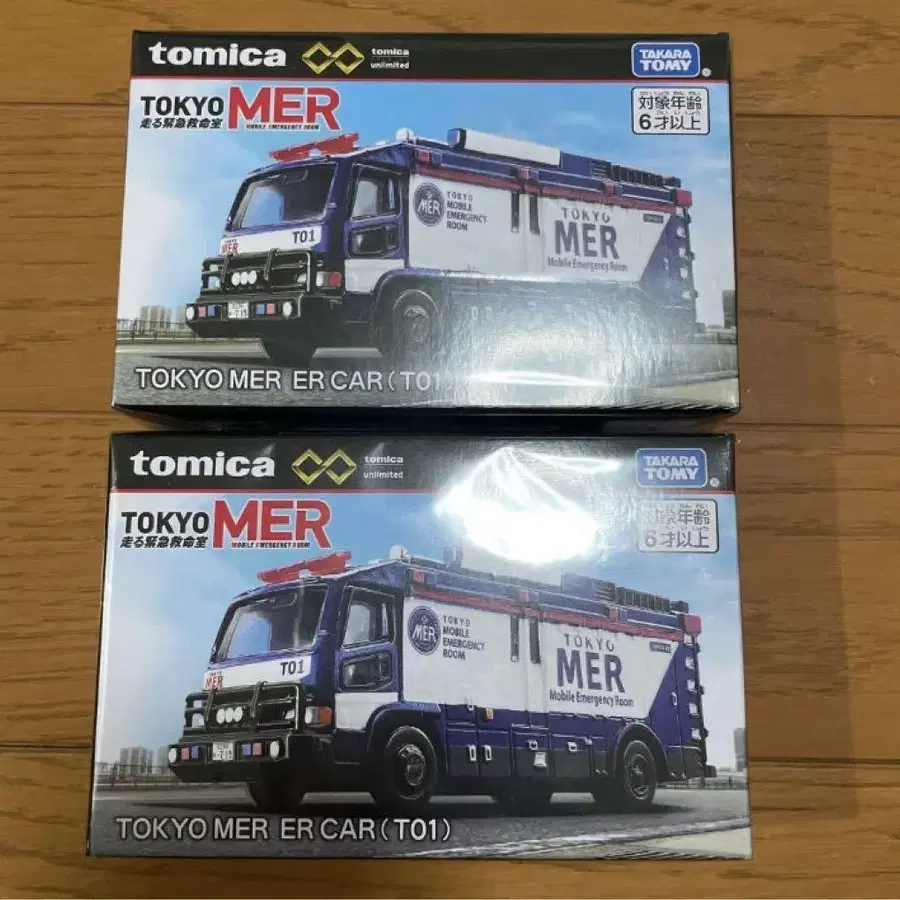 tomica
tomica
unlimited
TAKARA
TOMY
TOKYO MER
走る緊急救命室
MOBILE EMERGENCY ROOM
対象年齢
6才以上
TOKYO
MER
T01
MER
TOKYO
MOBILE
EMERGENCY
ROOM
TOKYO
MER
Mobile Emergency Room
TOKYO MER ER CAR (T01)
tomica
tomica
unlimited
TAKARA
TOMY
TOKYO MER
走る緊急救命室
MOBILE EMERGENCY ROOM
対象年齢
6才以上
TOKYO
MER
T01
MER
TOKYO
MOBILE
EMERGENCY
ROOM
TOKYO
MER
Mobile Emergency Room
TOKYO MER ER CAR (T01)